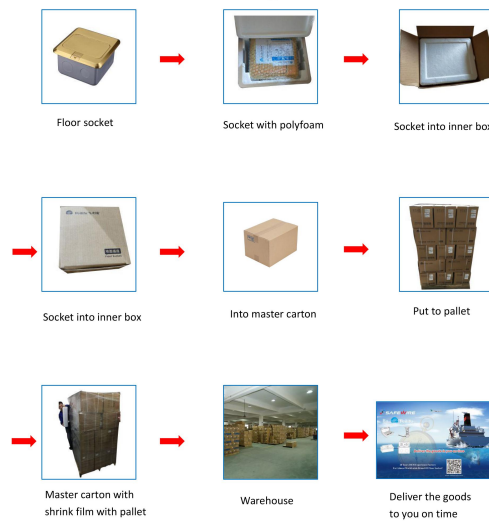 Floor socket
Socket with polyfoam
Socket into inner box
Socket into inner box
Into master carton
Put to pallet
Master carton with
shrink film with pallet
Warehouse
SAFEWIRE
Deliver the goods
to you on time